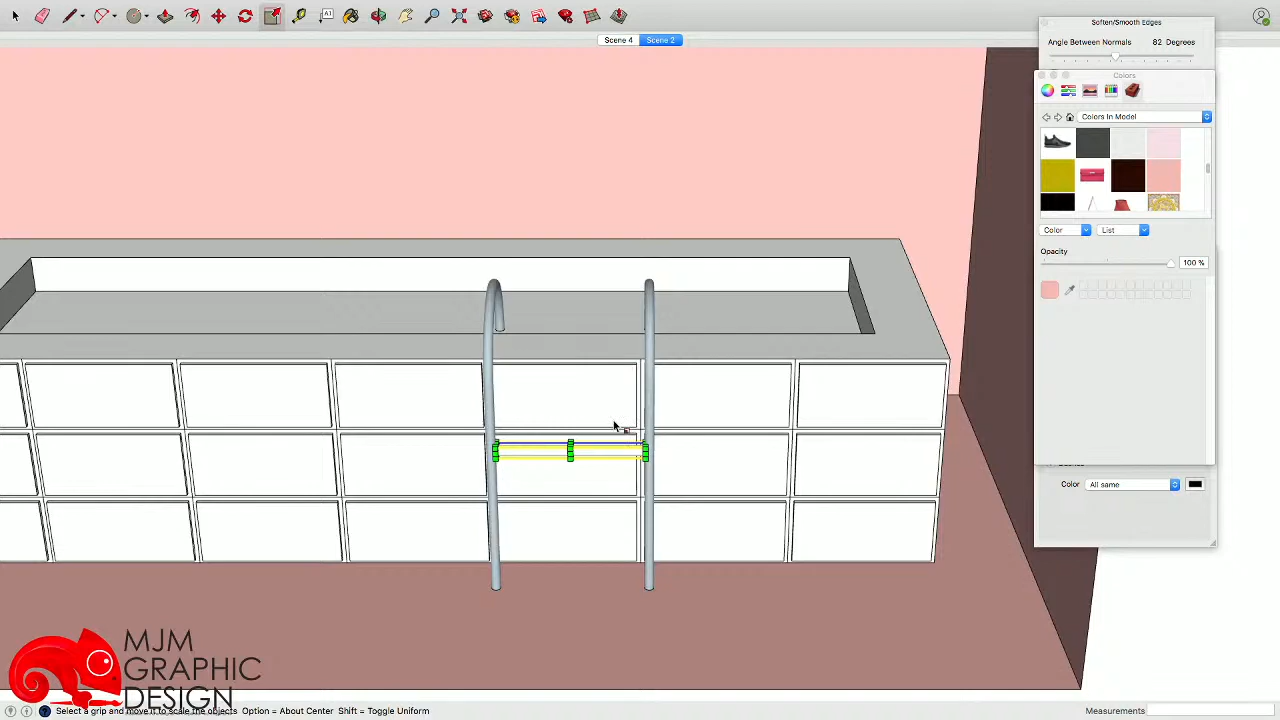 Soften/Smooth Edges
A1
Scene 4
Scene 2
Angle Between Normals
82
Degrees
Colors
Colors In Model
Color
List
Opacity
100 %
Color
All same
MJM
GRAPHIC
DESIGN
Select a grip and move it to scale the objects  Option = About Center  Shift = Toggle Uniform
Measurements